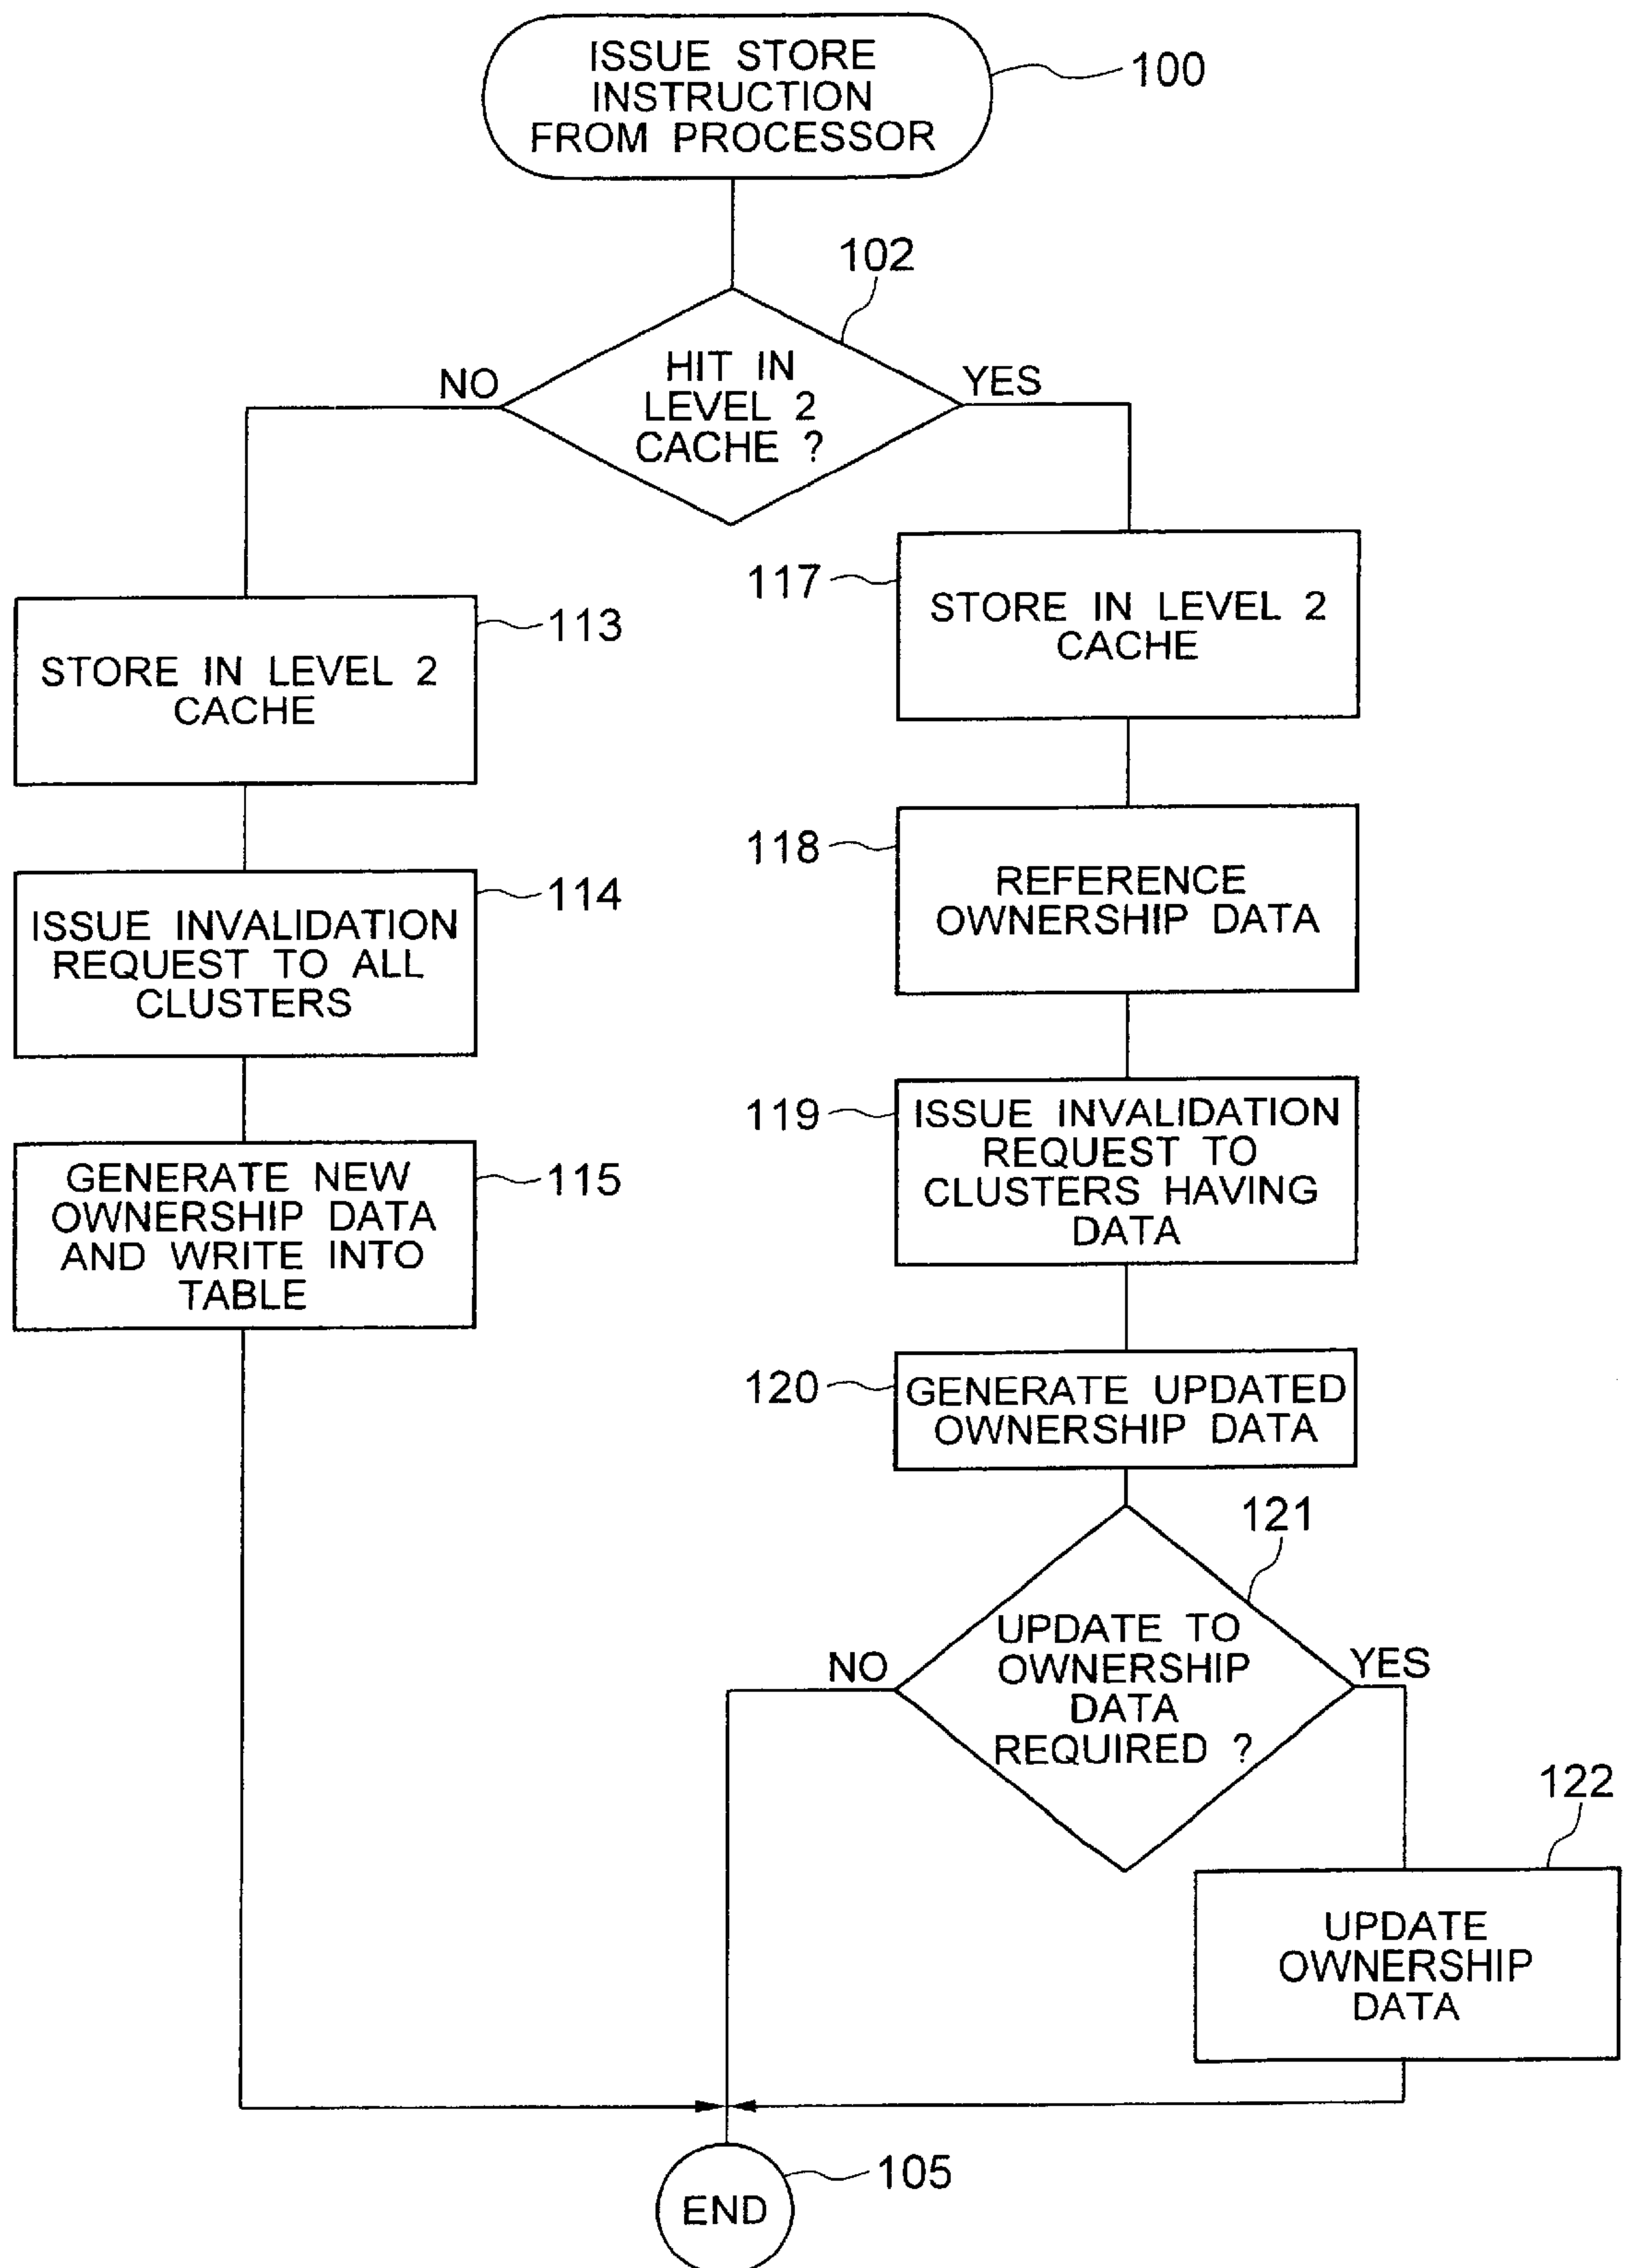 ISSUE STORE
INSTRUCTION
FROM PROCESSOR
100
102
HIT IN
LEVEL 2
CACHE ?
NO
YES
113
STORE IN LEVEL 2
CACHE
114
ISSUE INVALIDATION
REQUEST TO ALL
CLUSTERS
115
GENERATE NEW
OWNERSHIP DATA
AND WRITE INTO
TABLE
117
STORE IN LEVEL 2
CACHE
118
REFERENCE
OWNERSHIP DATA
119
ISSUE INVALIDATION
REQUEST TO
CLUSTERS HAVING
DATA
120
GENERATE UPDATED
OWNERSHIP DATA
121
UPDATE TO
OWNERSHIP
DATA
REQUIRED ?
NO
YES
122
UPDATE
OWNERSHIP
DATA
105
END